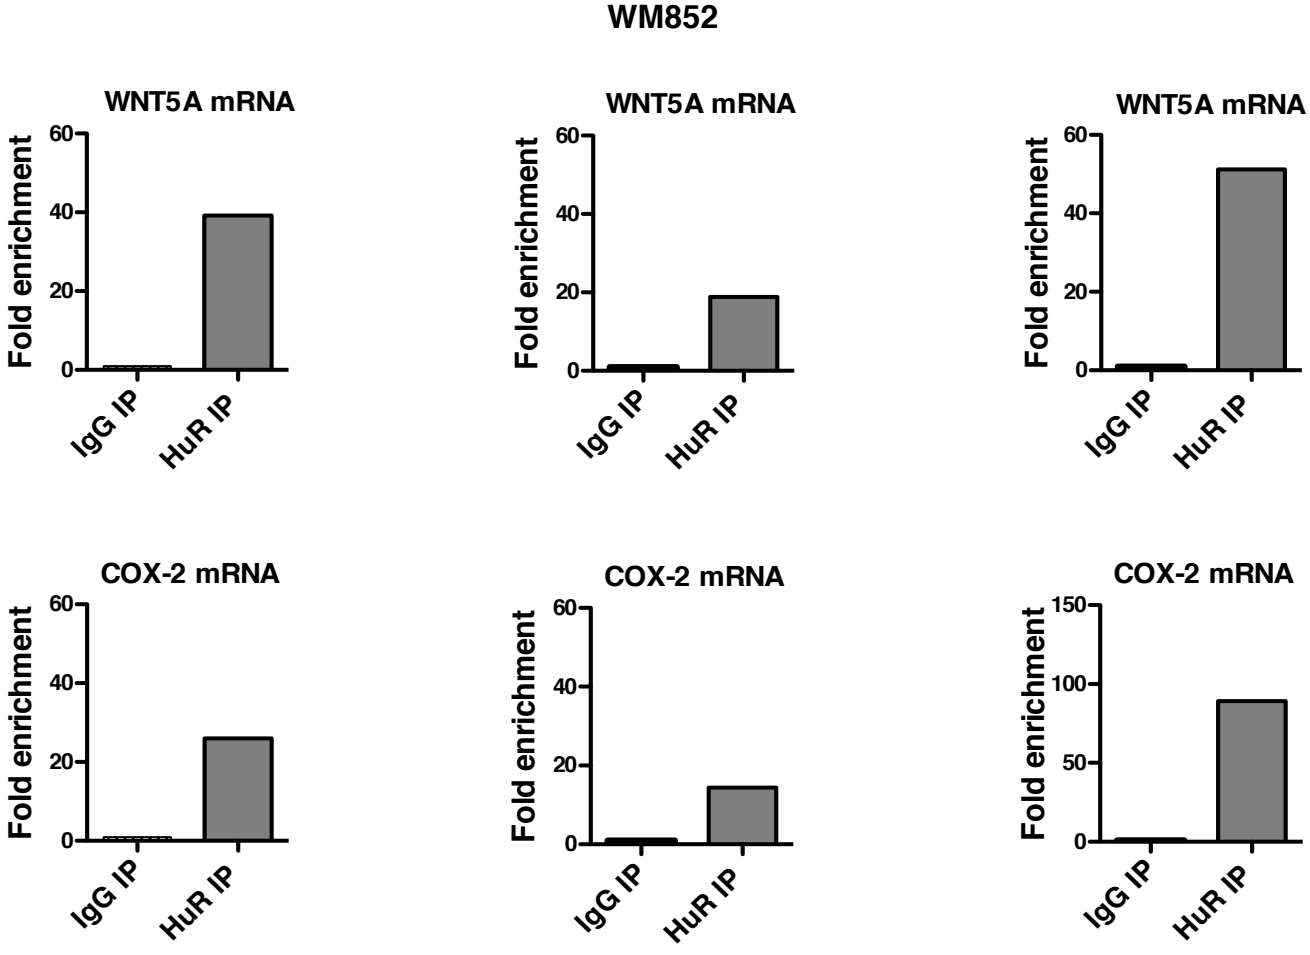 WM852
WNT5A mRNA
Fold enrichment
60
40
20
0
IgG IP
HuR IP
WNT5A mRNA
Fold enrichment
60
40
20
0
IgG IP
HuR IP
WNT5A mRNA
Fold enrichment
60
40
20
0
IgG IP
HuR IP
COX-2 mRNA
Fold enrichment
60
40
20
0
IgG IP
HuR IP
COX-2 mRNA
Fold enrichment
60
40
20
0
IgG IP
HuR IP
COX-2 mRNA
Fold enrichment
150
100
50
0
IgG IP
HuR IP